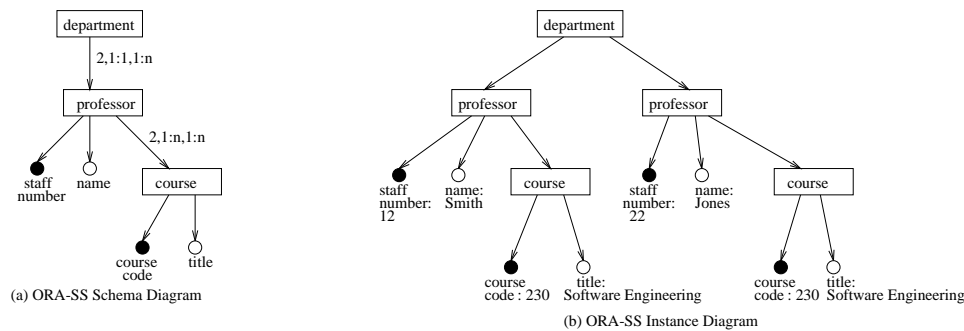 department
2,1:1,1:n
professor
2,1:n,1:n
staff
number
name
course
course
code
title
(a) ORA-SS Schema Diagram
department
professor
professor
staff
number:
12
name:
Smith
course
staff
number:
22
name:
Jones
course
course
code : 230
title:
Software Engineering
course
code : 230
title:
Software Engineering
(b) ORA-SS Instance Diagram